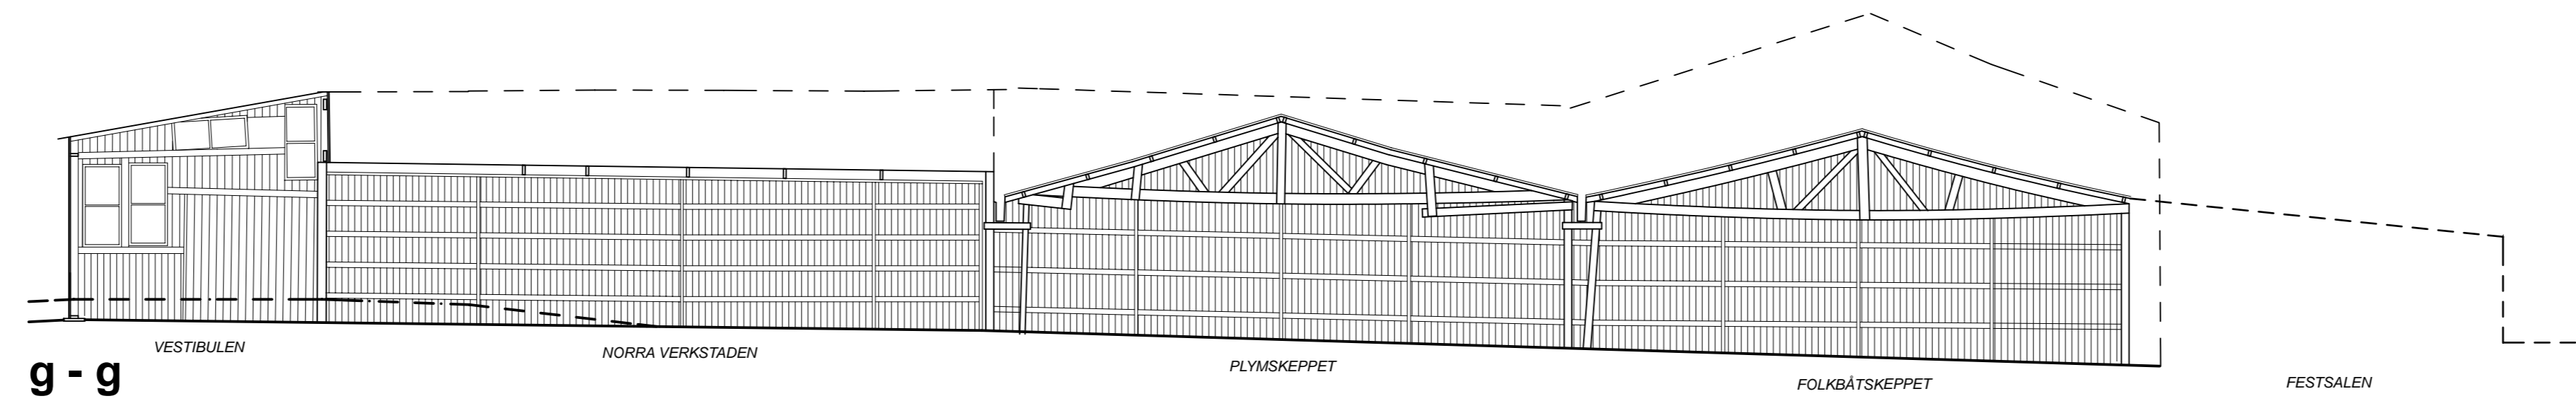 VESTIBULEN
NORRA VERKSTADEN
PLYMSKEPPET
FOLKBÅTSKEPPET
FESTSALEN
g - g